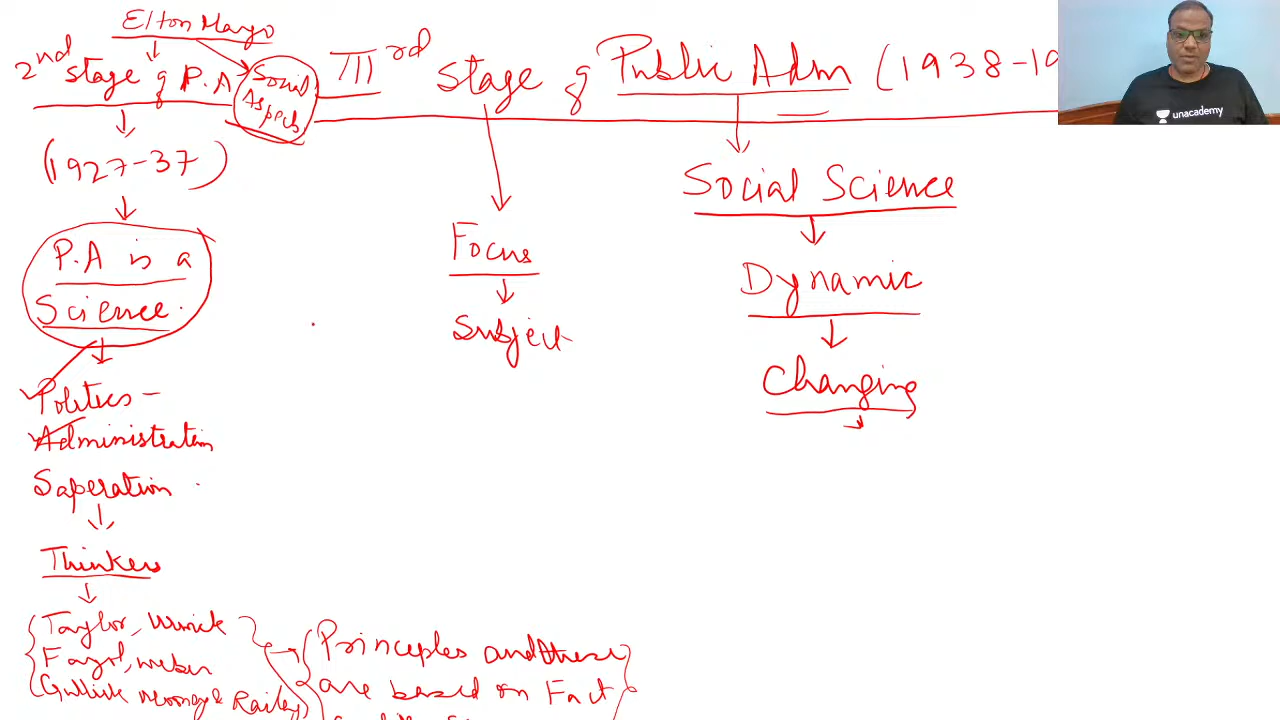 Elton Mayo
2nd stage of P.A
Social
Aspects
(1927-37)
P.A is a
Science.
Politics -
Administration
Saperation
Thinkers
Taylor, Urwick
Fayol, weber
Gullick Mooney & Railey
Principles and these
are based on Fact
IIIrd stage of Public Adm (1938-19
Focus
Subject
Social Science
Dynamic
Changing
unacademy